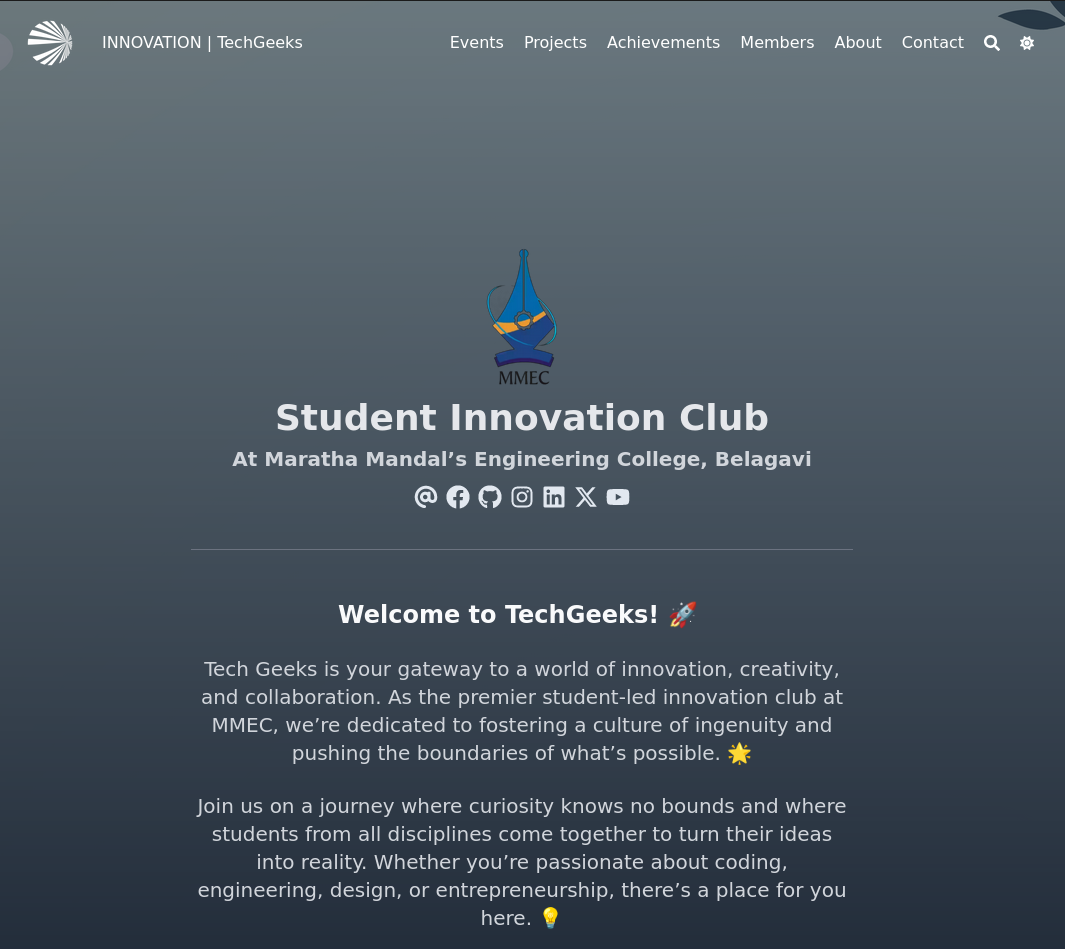 INNOVATION | TechGeeks
Events Projects Achievements Members About Contact
MMEC
Student Innovation Club
At Maratha Mandal’s Engineering College, Belagavi
Welcome to TechGeeks! 🚀
Tech Geeks is your gateway to a world of innovation, creativity,
and collaboration. As the premier student-led innovation club at
MMEC, we’re dedicated to fostering a culture of ingenuity and
pushing the boundaries of what’s possible. 🌟
Join us on a journey where curiosity knows no bounds and where
students from all disciplines come together to turn their ideas
into reality. Whether you’re passionate about coding,
engineering, design, or entrepreneurship, there’s a place for you
here. 💡